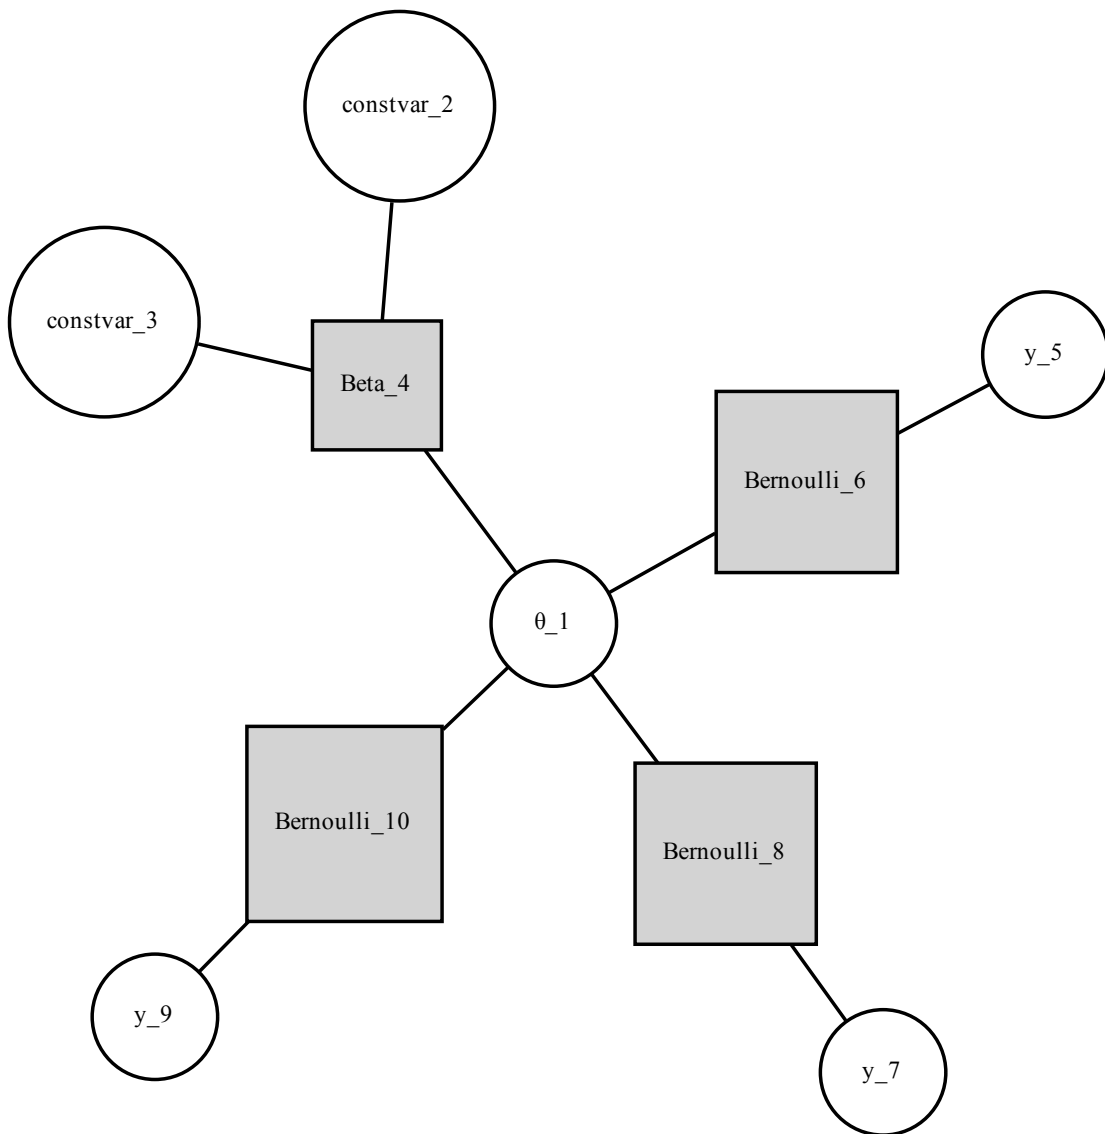 constvar_2
constvar_3
y_5
Beta_4
Bernoulli_6
θ_1
Bernoulli_10
Bernoulli_8
y_9
y_7